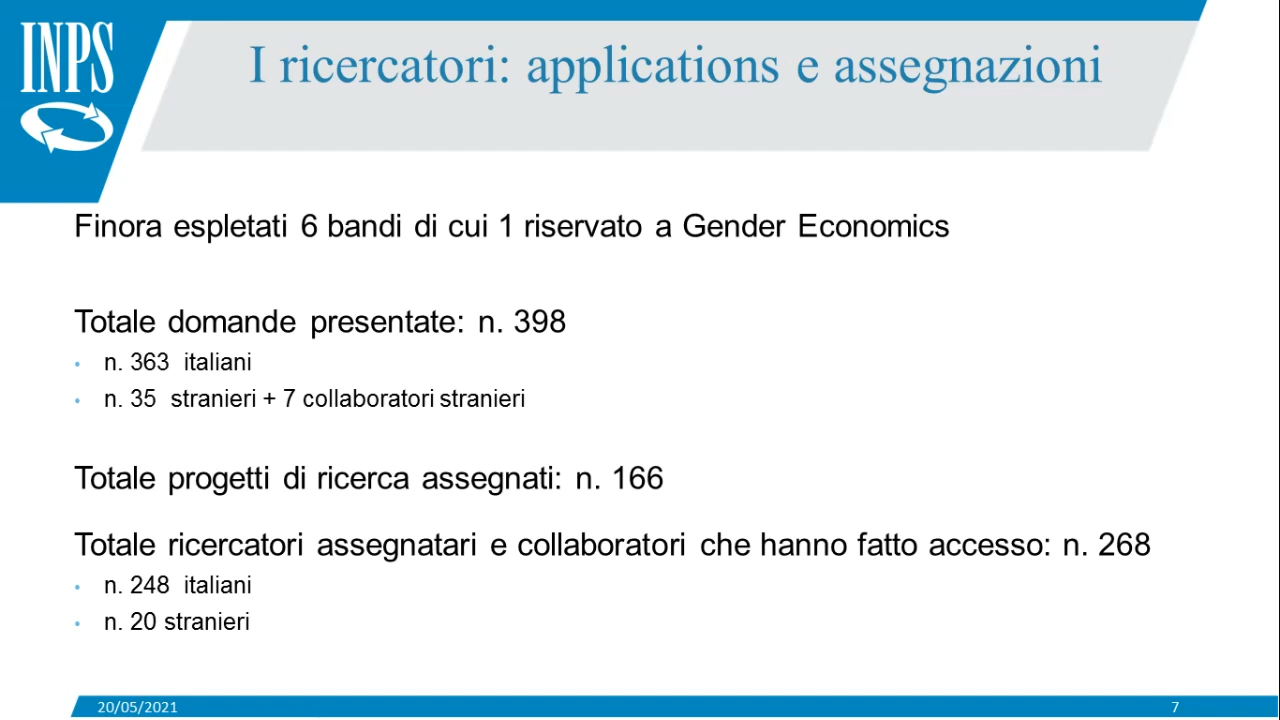 INPS
I ricercatori: applications e assegnazioni
Finora espletati 6 bandi di cui 1 riservato a Gender Economics
Totale domande presentate: n. 398
• n. 363 italiani
• n. 35 stranieri + 7 collaboratori stranieri
Totale progetti di ricerca assegnati: n. 166
Totale ricercatori assegnatari e collaboratori che hanno fatto accesso: n. 268
• n. 248 italiani
• n. 20 stranieri
20/05/2021
7